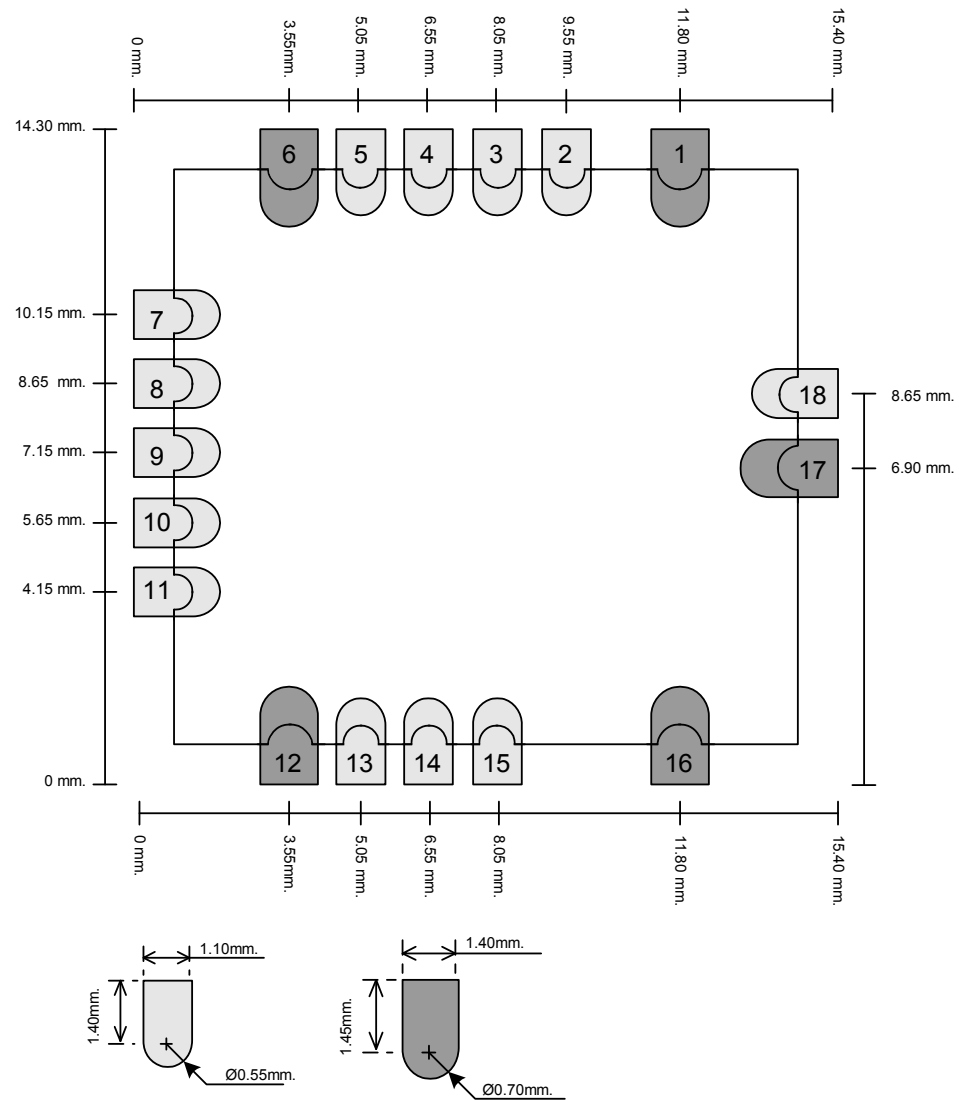 0 mm.
3.55mm.
5.05 mm.
6.55 mm.
8.05 mm.
9.55 mm.
11.80 mm.
15.40 mm.
14.30 mm.
6
5
4
3
2
1
10.15 mm.
7
8.65 mm.
8
18
8.65 mm.
7.15 mm.
9
17
6.90 mm.
5.65 mm.
10
4.15 mm.
11
12
13
14
15
16
0 mm.
0 mm.
3.55mm.
5.05 mm.
6.55 mm.
8.05 mm.
11.80 mm.
15.40 mm.
1.10mm.
1.40mm.
1.40mm.
1.45mm.
Ø0.55mm.
Ø0.70mm.